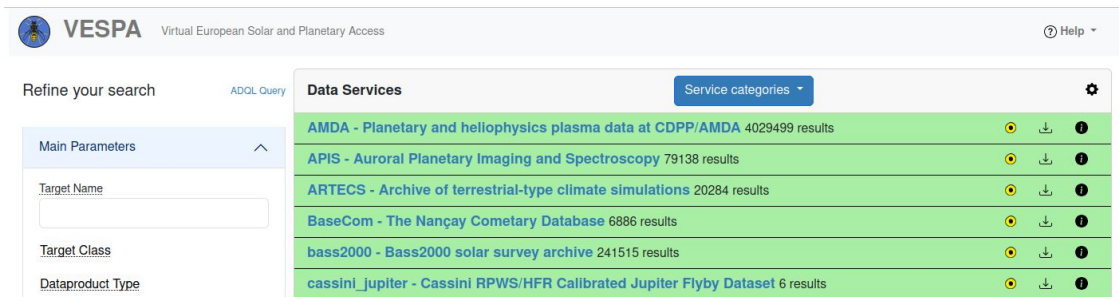 VESPA Virtual European Solar and Planetary Access
Help
Refine your search
ADQL Query
Main Parameters
Target Name
Target Class
Dataproduct Type
Data Services
Service categories
AMDA - Planetary and heliophysics plasma data at CDPP/AMDA 4029499 results
APIS - Auroral Planetary Imaging and Spectroscopy 79138 results
ARTECS - Archive of terrestrial-type climate simulations 20284 results
BaseCom - The Nançay Cometary Database 6886 results
bass2000 - Bass2000 solar survey archive 241515 results
cassini_jupiter - Cassini RPWS/HFR Calibrated Jupiter Flyby Dataset 6 results